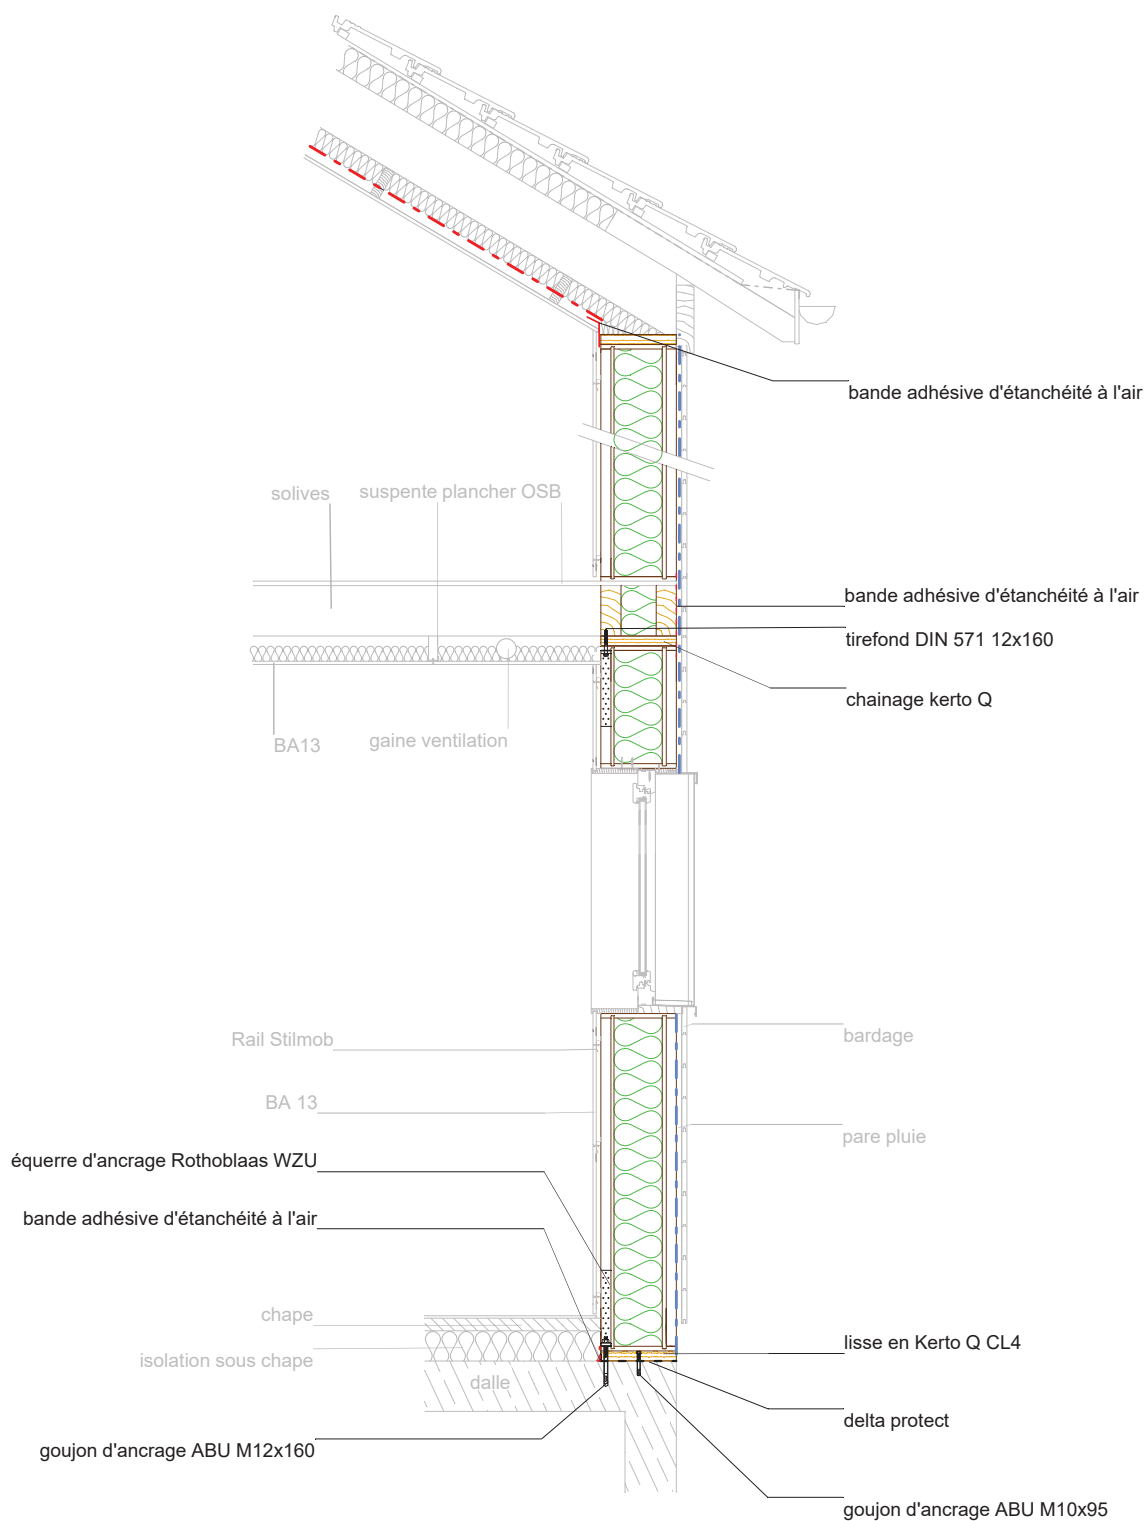 bande adhésive d'étanchéité à l'air
solives
suspente plancher OSB
bande adhésive d'étanchéité à l'air
tirefond DIN 571 12x160
chainage kerto Q
BA13
gaine ventilation
Rail Stilmob
bardage
BA 13
pare pluie
équerre d'ancrage Rothoblaas WZU
bande adhésive d'étanchéité à l'air
chape
isolation sous chape
lisse en Kerto Q CL4
dalle
delta protect
goujon d'ancrage ABU M12x160
goujon d'ancrage ABU M10x95